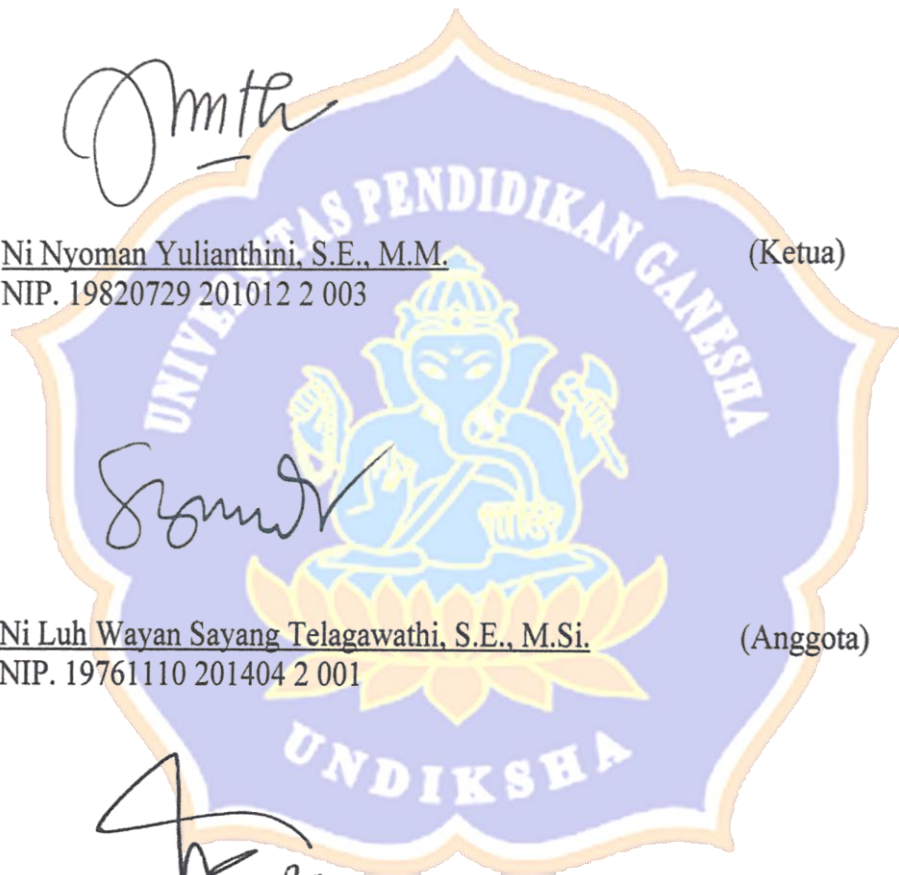 Ni Nyoman Yulianthini, S.E., M.M. (Ketua)
NIP. 19820729 201012 2 003
UNIVERSITAS PENDIDIKAN GANESHA
Ni Luh Wayan Sayang Telagawathi, S.E., M.Si. (Anggota)
NIP. 19761110 201404 2 001
UNDIKSHA